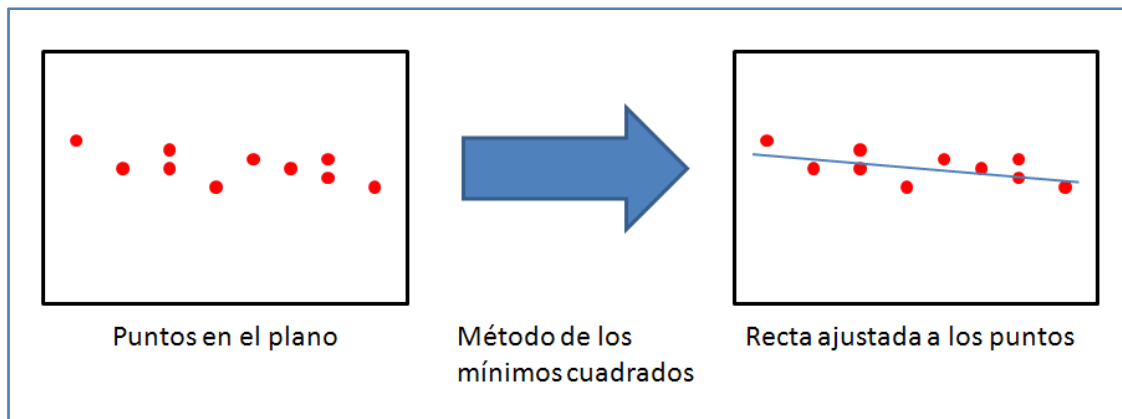 Puntos en el plano
Método de los
mínimos cuadrados
Recta ajustada a los puntos